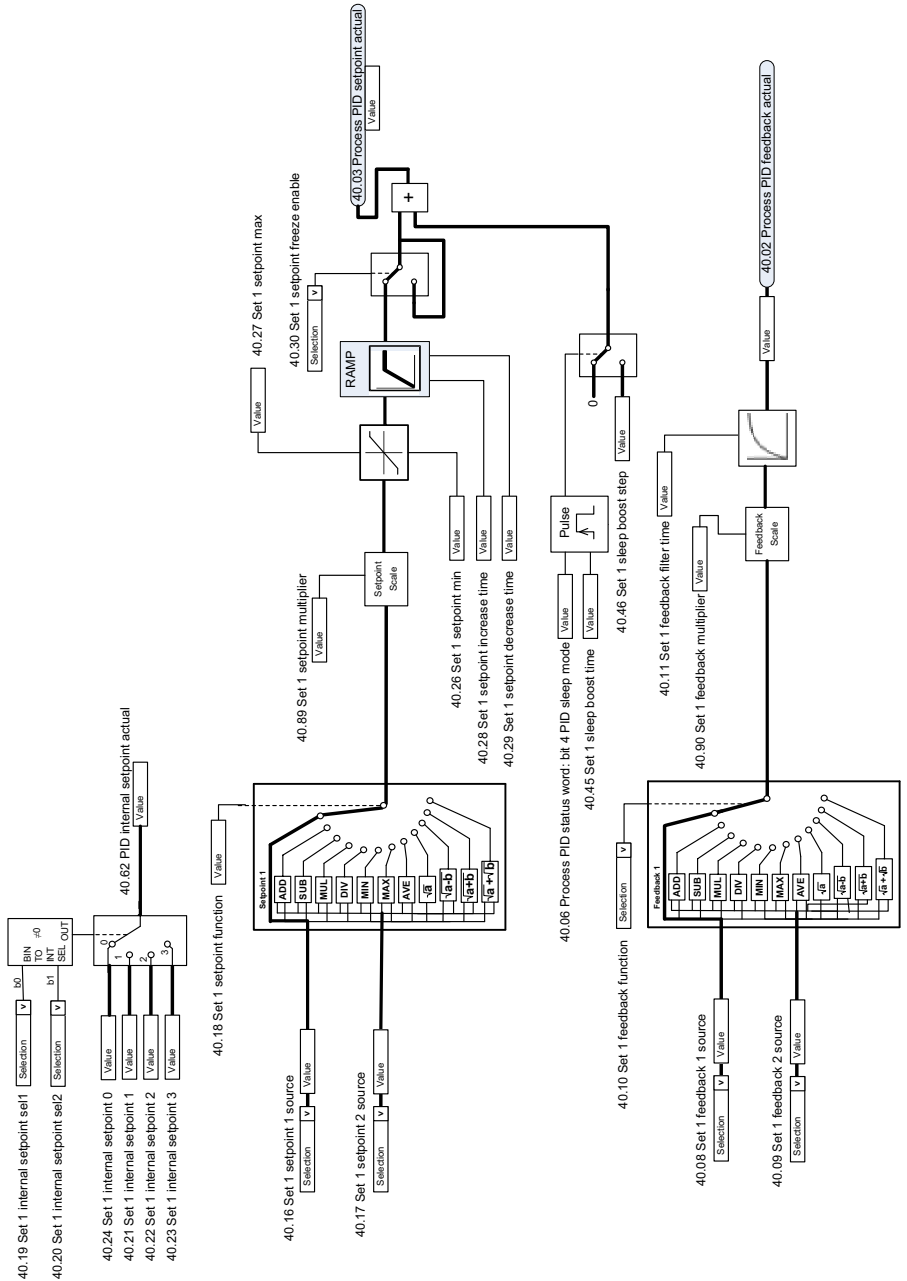 40.19 Set 1 internal setpoint sel1
Selection
v
b0
BIN
TO
INT
SEL
≠0
OUT
40.20 Set 1 internal setpoint sel2
Selection
v
b1
40.24 Set 1 internal setpoint 0
Value
0
40.21 Set 1 internal setpoint 1
Value
1
40.22 Set 1 internal setpoint 2
Value
2
40.23 Set 1 internal setpoint 3
Value
3
40.62 PID internal setpoint actual
Value
40.18 Set 1 setpoint function
Value
40.16 Set 1 setpoint 1 source
Selection
v
Value
40.17 Set 1 setpoint 2 source
Selection
v
Value
Setpoint 1
ADD
SUB
MUL
DIV
MIN
MAX
AVE
√a
√a-b
√a+b
√a+√b
40.89 Set 1 setpoint multiplier
Value
Setpoint
Scale
40.27 Set 1 setpoint max
Value
40.26 Set 1 setpoint min
Value
40.28 Set 1 setpoint increase time
Value
40.29 Set 1 setpoint decrease time
Value
RAMP
40.30 Set 1 setpoint freeze enable
Selection
v
+
40.03 Process PID setpoint actual
Value
40.06 Process PID status word: bit 4 PID sleep mode
Value
40.45 Set 1 sleep boost time
Value
Pulse
0
40.46 Set 1 sleep boost step
Value
40.10 Set 1 feedback function
Selection
v
40.08 Set 1 feedback 1 source
Selection
v
Value
40.09 Set 1 feedback 2 source
Selection
v
Value
Feedback 1
ADD
SUB
MUL
DIV
MIN
MAX
AVE
√a
√a-b
√a+b
√a+√b
40.90 Set 1 feedback multiplier
Value
Feedback
Scale
40.11 Set 1 feedback filter time
Value
Value
40.02 Process PID feedback actual